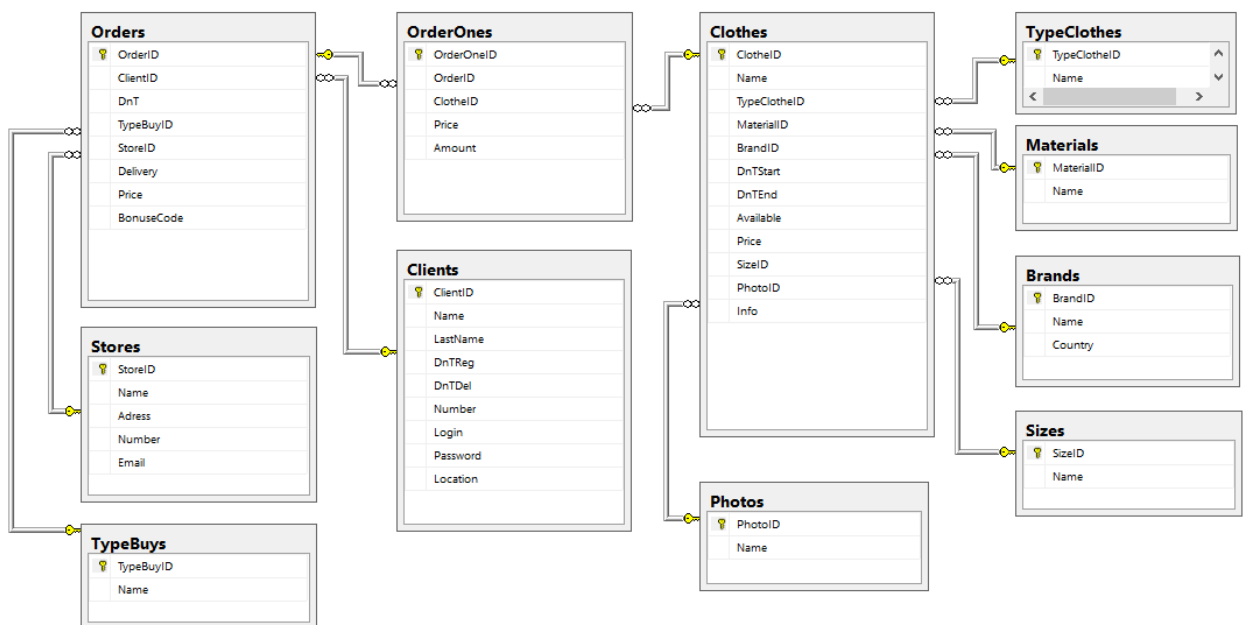 Orders
OrderID
ClientID
DnT
TypeBuyID
StoreID
Delivery
Price
BonuseCode
OrderOnes
OrderOneID
OrderID
ClotheID
Price
Amount
Clothes
ClotheID
Name
TypeClotheID
MaterialID
BrandID
DnTStart
DnTEnd
Available
Price
SizeID
PhotoID
Info
TypeClothes
TypeClotheID
Name
Materials
MaterialID
Name
Brands
BrandID
Name
Country
Sizes
SizeID
Name
Clients
ClientID
Name
LastName
DnTReg
DnTDel
Number
Login
Password
Location
Stores
StoreID
Name
Adress
Number
Email
TypeBuys
TypeBuyID
Name
Photos
PhotoID
Name